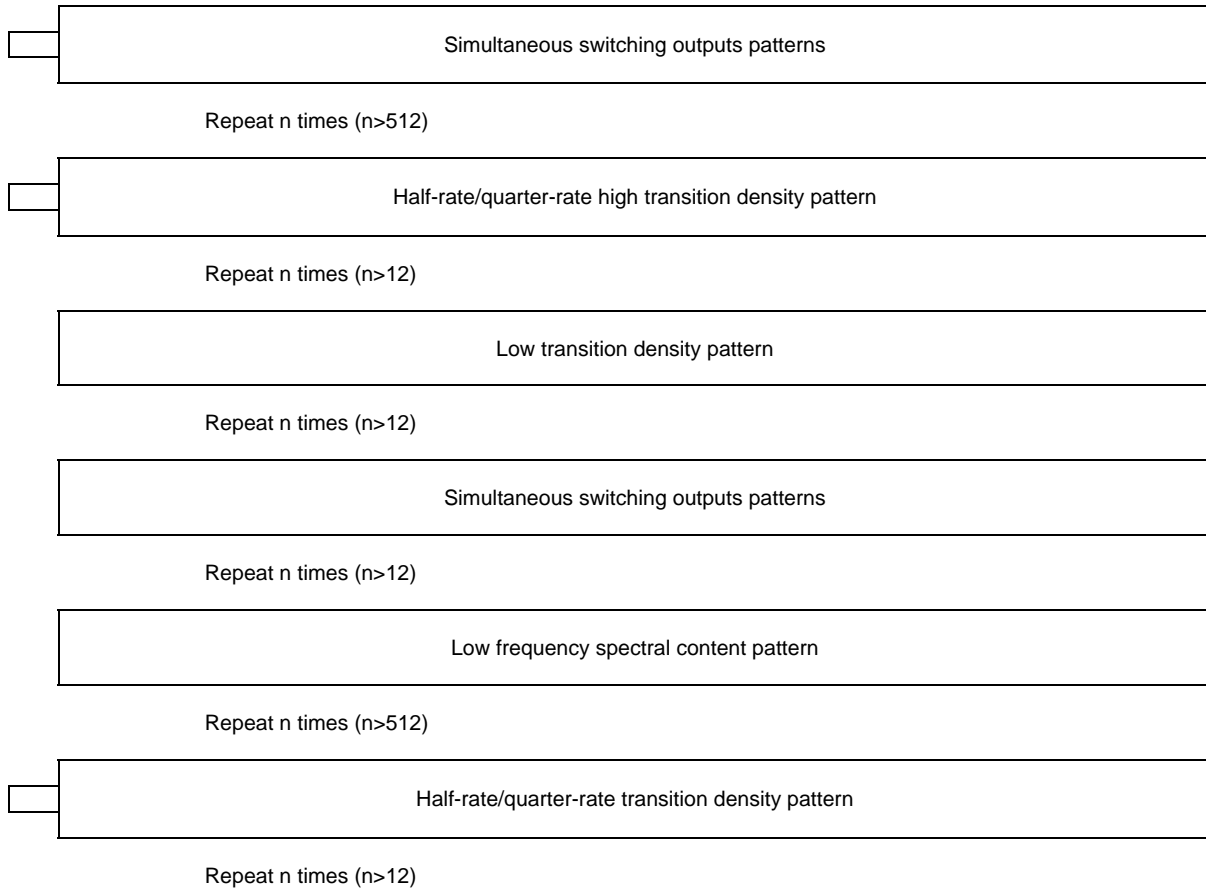 Simultaneous switching outputs patterns
Repeat n times (n>512)
Half-rate/quarter-rate high transition density pattern
Repeat n times (n>12)
Low transition density pattern
Repeat n times (n>12)
Simultaneous switching outputs patterns
Repeat n times (n>12)
Low frequency spectral content pattern
Repeat n times (n>512)
Half-rate/quarter-rate transition density pattern
Repeat n times (n>12)